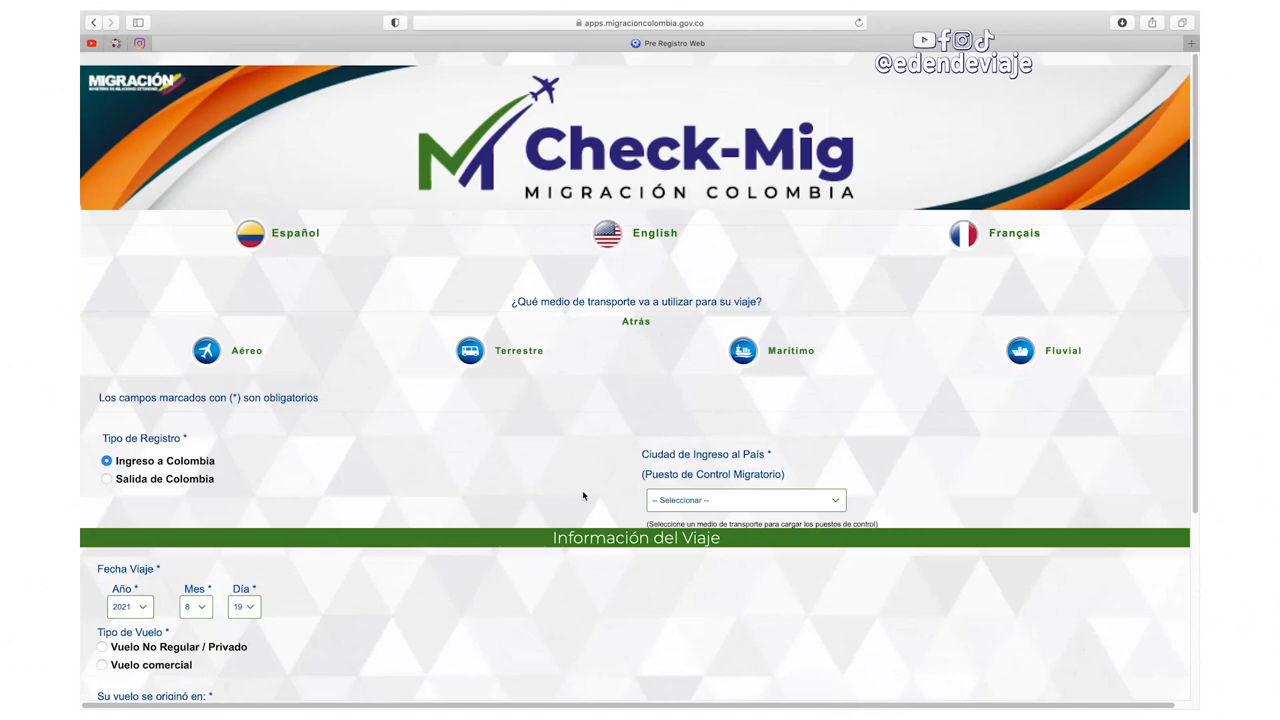 apps.migracioncolombia.gov.co
Pre Registro Web
@edendeviaje
MIGRACIÓN
MINISTERIO DE RELACIONES EXTERIORES
Check-Mig
MIGRACIÓN COLOMBIA
Español
English
Français
¿Qué medio de transporte va a utilizar para su viaje?
Atrás
Aéreo
Terrestre
Marítimo
Fluvial
Los campos marcados con (*) son obligatorios
Tipo de Registro *
Ingreso a Colombia
Salida de Colombia
Ciudad de Ingreso al País *
(Puesto de Control Migratorio)
-- Seleccionar --
(Seleccione un medio de transporte para cargar los puestos de control)
Información del Viaje
Fecha Viaje *
Año * Mes * Día *
2021 8 19
Tipo de Vuelo *
Vuelo No Regular / Privado
Vuelo comercial
Su vuelo se originó en: *